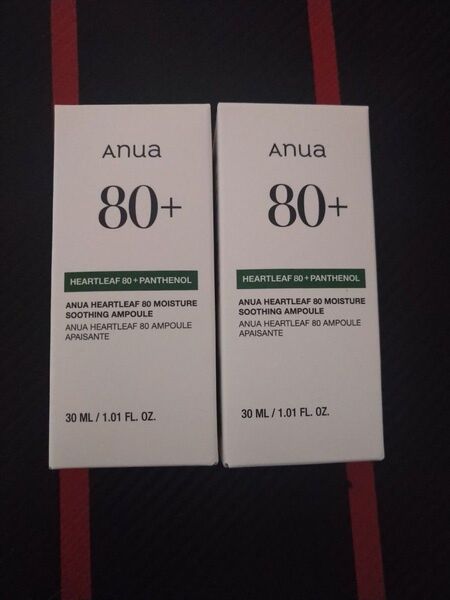 Anua
80+
HEARTLEAF 80 + PANTHENOL
ANUA HEARTLEAF 80 MOISTURE
SOOTHING AMPOULE
ANUA HEARTLEAF 80 AMPOULE
APAISANTE
30 ML / 1.01 FL. OZ.
Anua
80+
HEARTLEAF 80 + PANTHENOL
ANUA HEARTLEAF 80 MOISTURE
SOOTHING AMPOULE
ANUA HEARTLEAF 80 AMPOULE
APAISANTE
30 ML / 1.01 FL. OZ.